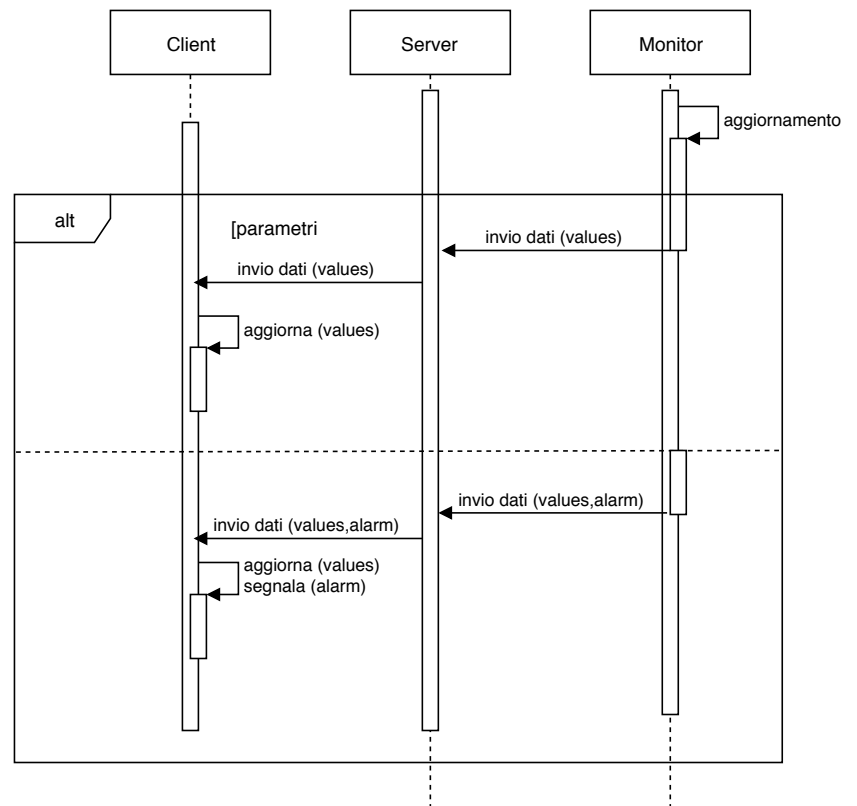 Client
Server
Monitor
aggiornamento
alt
[parametri
invio dati (values)
invio dati (values)
aggiorna (values)
invio dati (values,alarm)
invio dati (values,alarm)
aggiorna (values)
segnala (alarm)